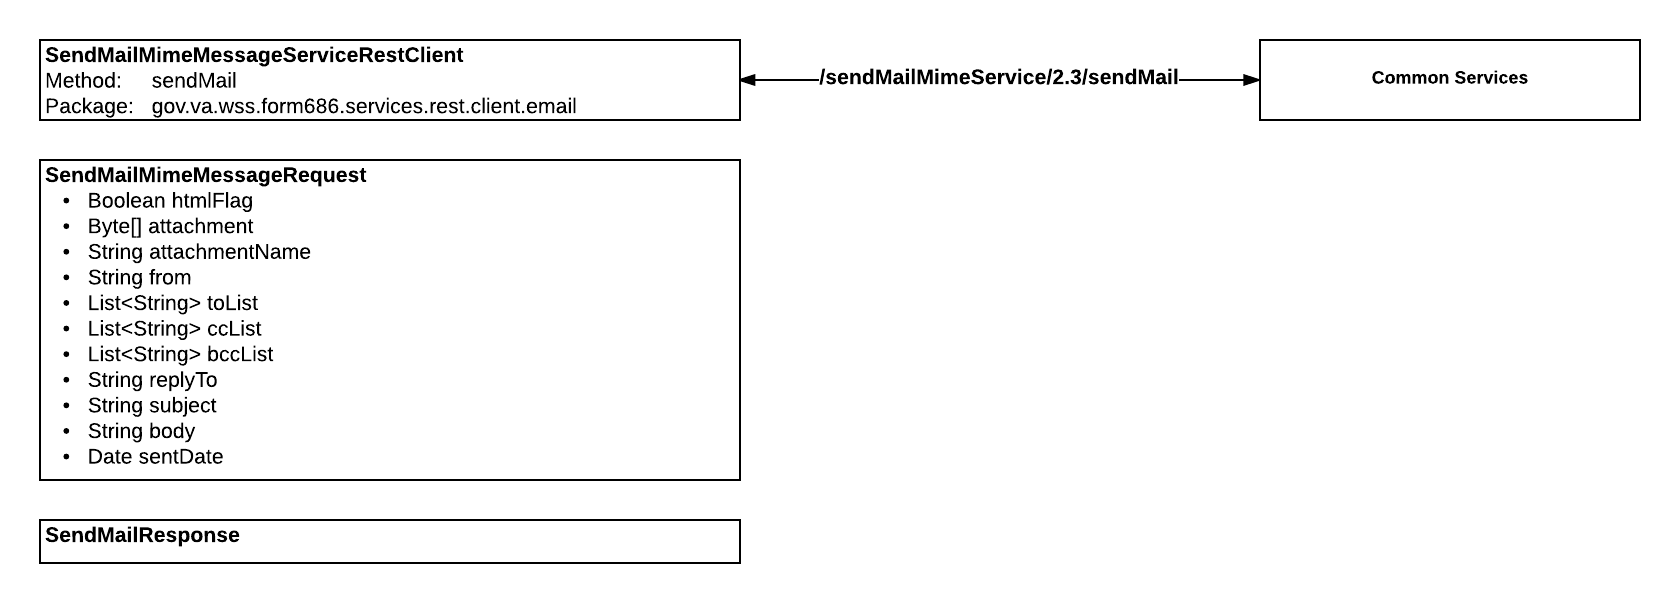 SendMailMimeMessageServiceRestClient
Method: sendMail
Package: gov.va.wss.form686.services.rest.client.email
/sendMailMimeService/2.3/sendMail
Common Services
SendMailMimeMessageRequest
• Boolean htmlFlag
• Byte[] attachment
• String attachmentName
• String from
• List<String> toList
• List<String> ccList
• List<String> bccList
• String replyTo
• String subject
• String body
• Date sentDate
SendMailResponse